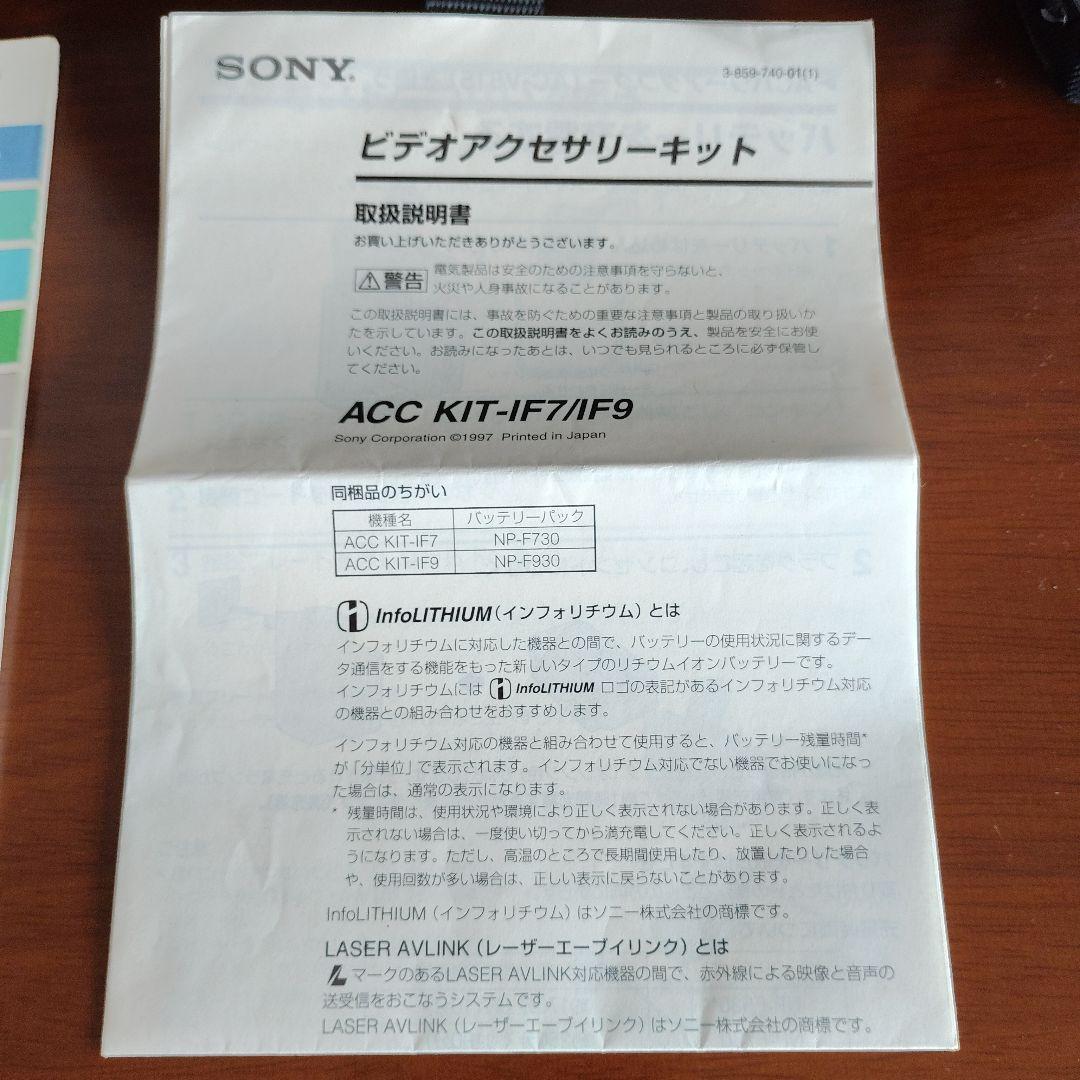 SONY®
3-859-740-01(1)
ビデオアクセサリーキット
取扱説明書
お買い上げいただきありがとうございます。
警告
電気製品は安全のための注意事項を守らないと、
火災や人身事故になることがあります。
この取扱説明書には、事故を防ぐための重要な注意事項と製品の取り扱いか
たを示しています。この取扱説明書をよくお読みのうえ、製品を安全にお使
いください。お読みになったあとは、いつでも見られるところに必ず保管し
てください。
ACC KIT-IF7/IF9
Sony Corporation ©1997 Printed in Japan
同梱品のちがい
機種名 バッテリーパック
ACC KIT-IF7 NP-F730
ACC KIT-IF9 NP-F930
InfoLITHIUM（インフォリチウム）とは
インフォリチウムに対応した機器との間で、バッテリーの使用状況に関するデー
タ通信をする機能をもった新しいタイプのリチウムイオンバッテリーです。
インフォリチウムには InfoLITHIUM ロゴの表記があるインフォリチウム対応
の機器との組み合わせをおすすめします。
インフォリチウム対応の機器と組み合わせて使用すると、バッテリー残量時間*
が「分単位」で表示されます。インフォリチウム対応でない機器でお使いになっ
た場合は、通常の表示になります。
* 残量時間は、使用状況や環境により正しく表示されない場合があります。正しく表
示されない場合は、一度使い切ってから満充電してください。正しく表示されるよ
うになります。ただし、高温のところで長期間使用したり、放置したりした場合
や、使用回数が多い場合は、正しい表示に戻らないことがあります。
InfoLITHIUM（インフォリチウム）はソニー株式会社の商標です。
LASER AVLINK（レーザーエーブイリンク）とは
マークのあるLASER AVLINK対応機器の間で、赤外線による映像と音声の
送受信をおこなうシステムです。
LASER AVLINK（レーザーエーブイリンク）はソニー株式会社の商標です。